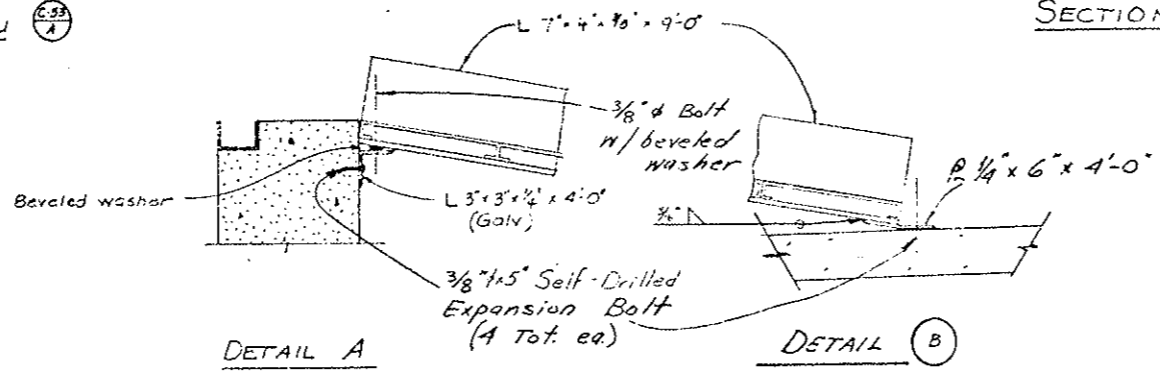 C-53
A
SECTION
L 7" x 4" x 3/8" x 9'-0"
3/8" φ Bolt
w/ beveled
washer
℄ 1/4" x 6" x 4'-0"
Beveled washer
L 3" x 3" x 1/4" x 4'-0"
(Galv)
3/8" x 5" Self-Drilled
Expansion Bolt
(4 Tot. ea.)
DETAIL A
DETAIL B